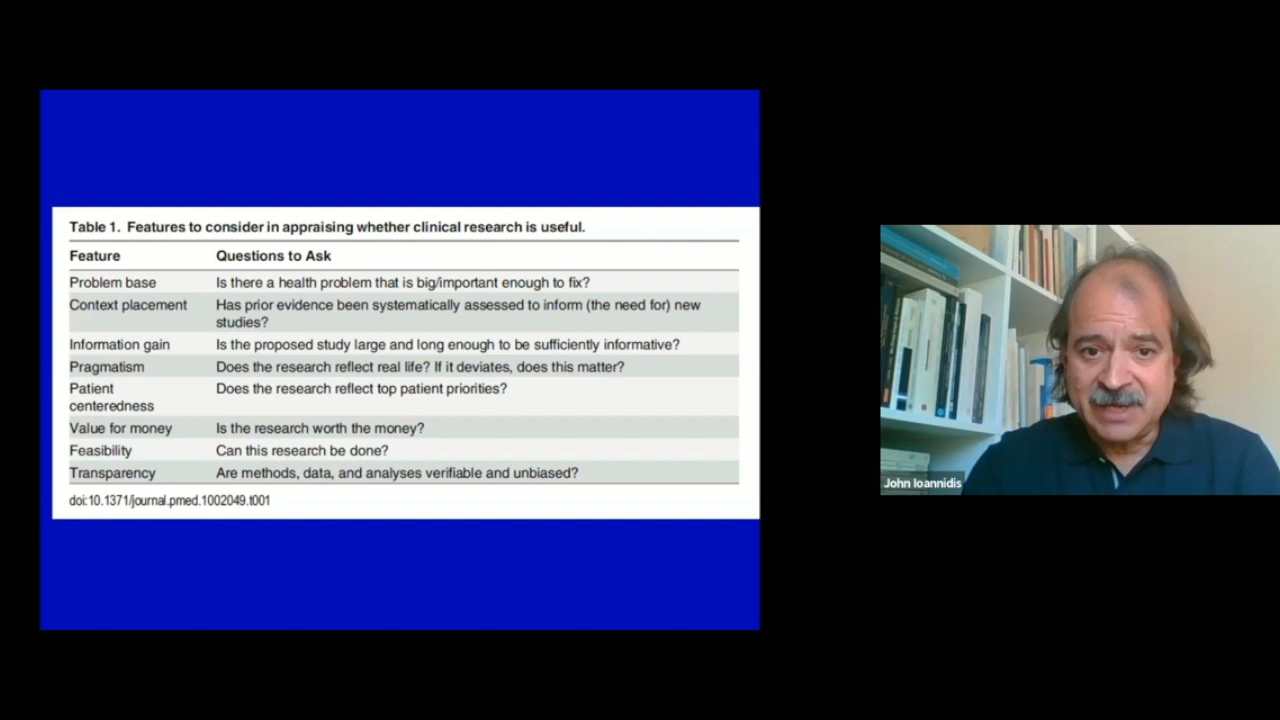 Table 1. Features to consider in appraising whether clinical research is useful.
Feature Questions to Ask
Problem base Is there a health problem that is big/important enough to fix?
Context placement Has prior evidence been systematically assessed to inform (the need for) new
studies?
Information gain Is the proposed study large and long enough to be sufficiently informative?
Pragmatism Does the research reflect real life? If it deviates, does this matter?
Patient Does the research reflect top patient priorities?
centeredness
Value for money Is the research worth the money?
Feasibility Can this research be done?
Transparency Are methods, data, and analyses verifiable and unbiased?
doi:10.1371/journal.pmed.1002049.t001
John Ioannidis